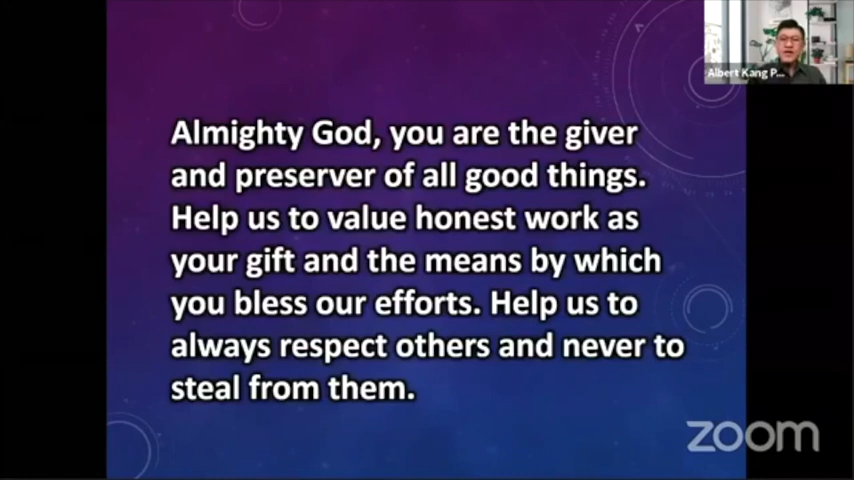 Albert Kang P...
Almighty God, you are the giver
and preserver of all good things.
Help us to value honest work as
your gift and the means by which
you bless our efforts. Help us to
always respect others and never to
steal from them.
zoom